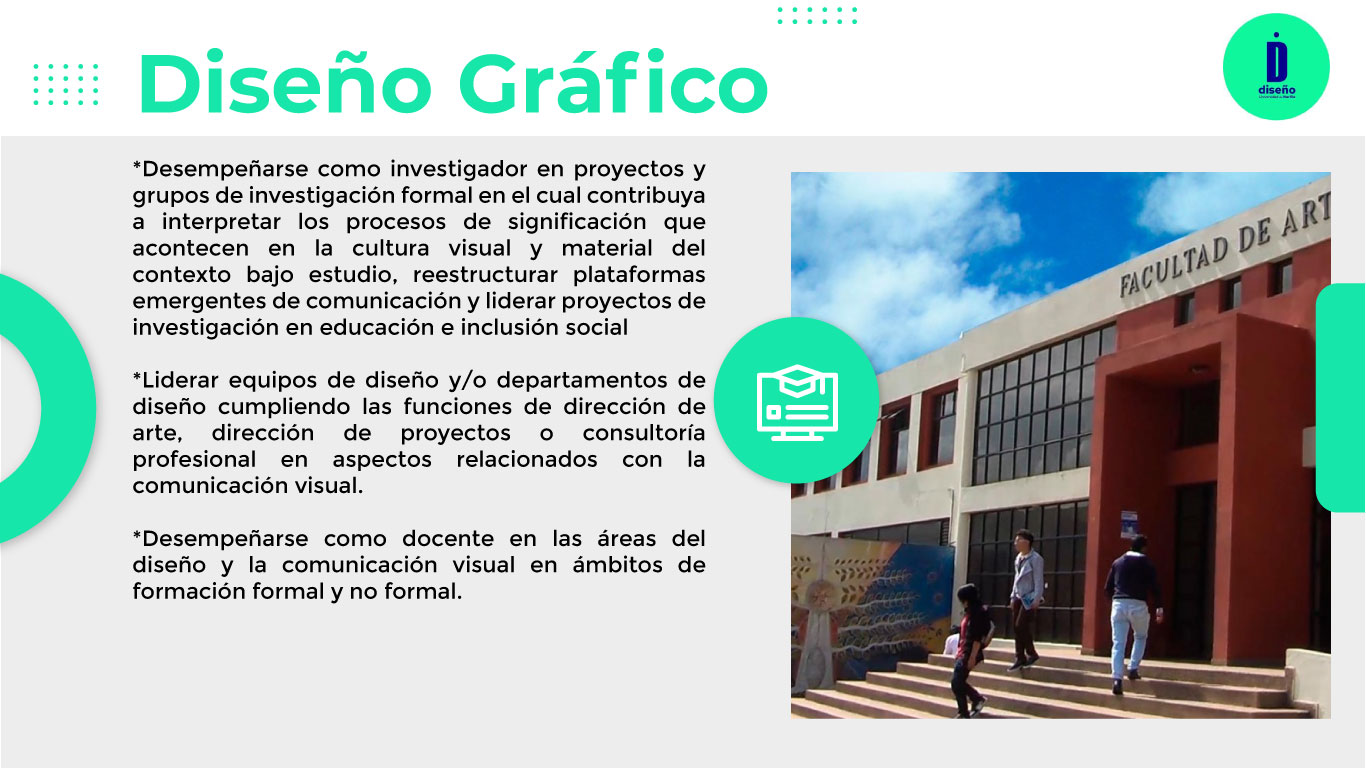 Diseño Gráfico
diseño
*Desempeñarse como investigador en proyectos y
grupos de investigación formal en el cual contribuya
a interpretar los procesos de significación que
acontecen en la cultura visual y material del
contexto bajo estudio, reestructurar plataformas
emergentes de comunicación y liderar proyectos de
investigación en educación e inclusión social
*Liderar equipos de diseño y/o departamentos de
diseño cumpliendo las funciones de dirección de
arte, dirección de proyectos o consultoría
profesional en aspectos relacionados con la
comunicación visual.
*Desempeñarse como docente en las áreas del
diseño y la comunicación visual en ámbitos de
formación formal y no formal.
FACULTAD DE ART